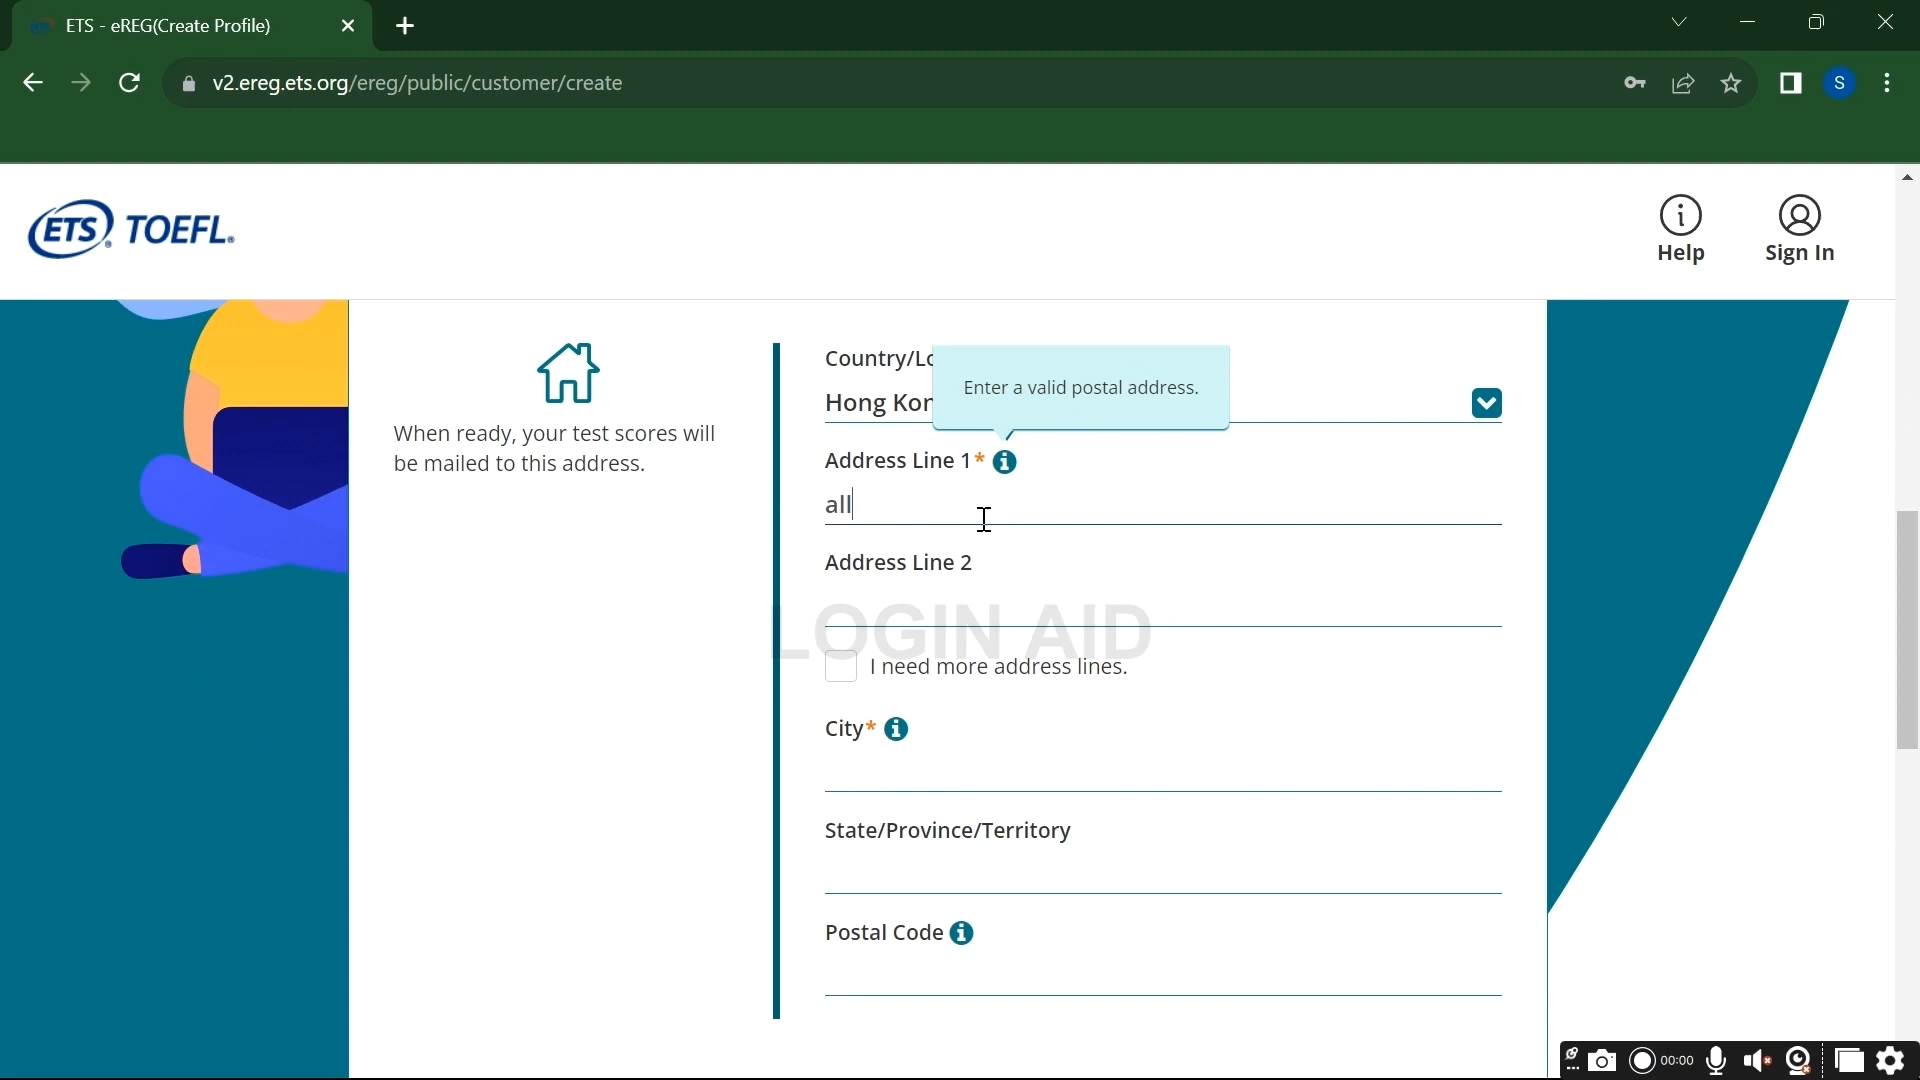 ETS - eREG(Create Profile)
v2.ereg.ets.org/ereg/public/customer/create
S
ETS® TOEFL®
Help
Sign In
When ready, your test scores will
be mailed to this address.
Country/Lo
Enter a valid postal address.
Hong Kon
Address Line 1*
all
Address Line 2
LOGIN AID
I need more address lines.
City*
State/Province/Territory
Postal Code
00:00